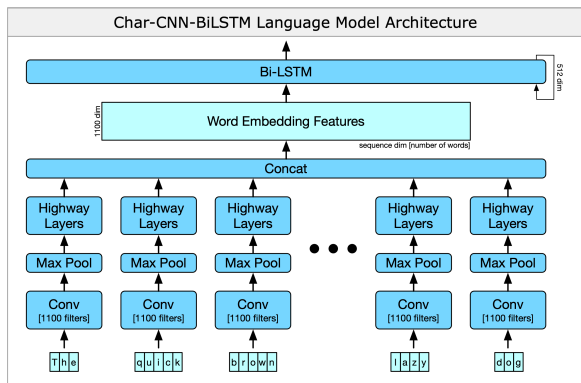 Char-CNN-BiLSTM Language Model Architecture
Bi-LSTM
512 dim
1100 dim
Word Embedding Features
sequence dim [number of words]
Concat
Highway Layers Highway Layers Highway Layers Highway Layers Highway Layers
Max Pool Max Pool Max Pool Max Pool Max Pool
Conv Conv Conv Conv Conv
[1100 filters] [1100 filters] [1100 filters] [1100 filters] [1100 filters]
The quick brown lazy dog